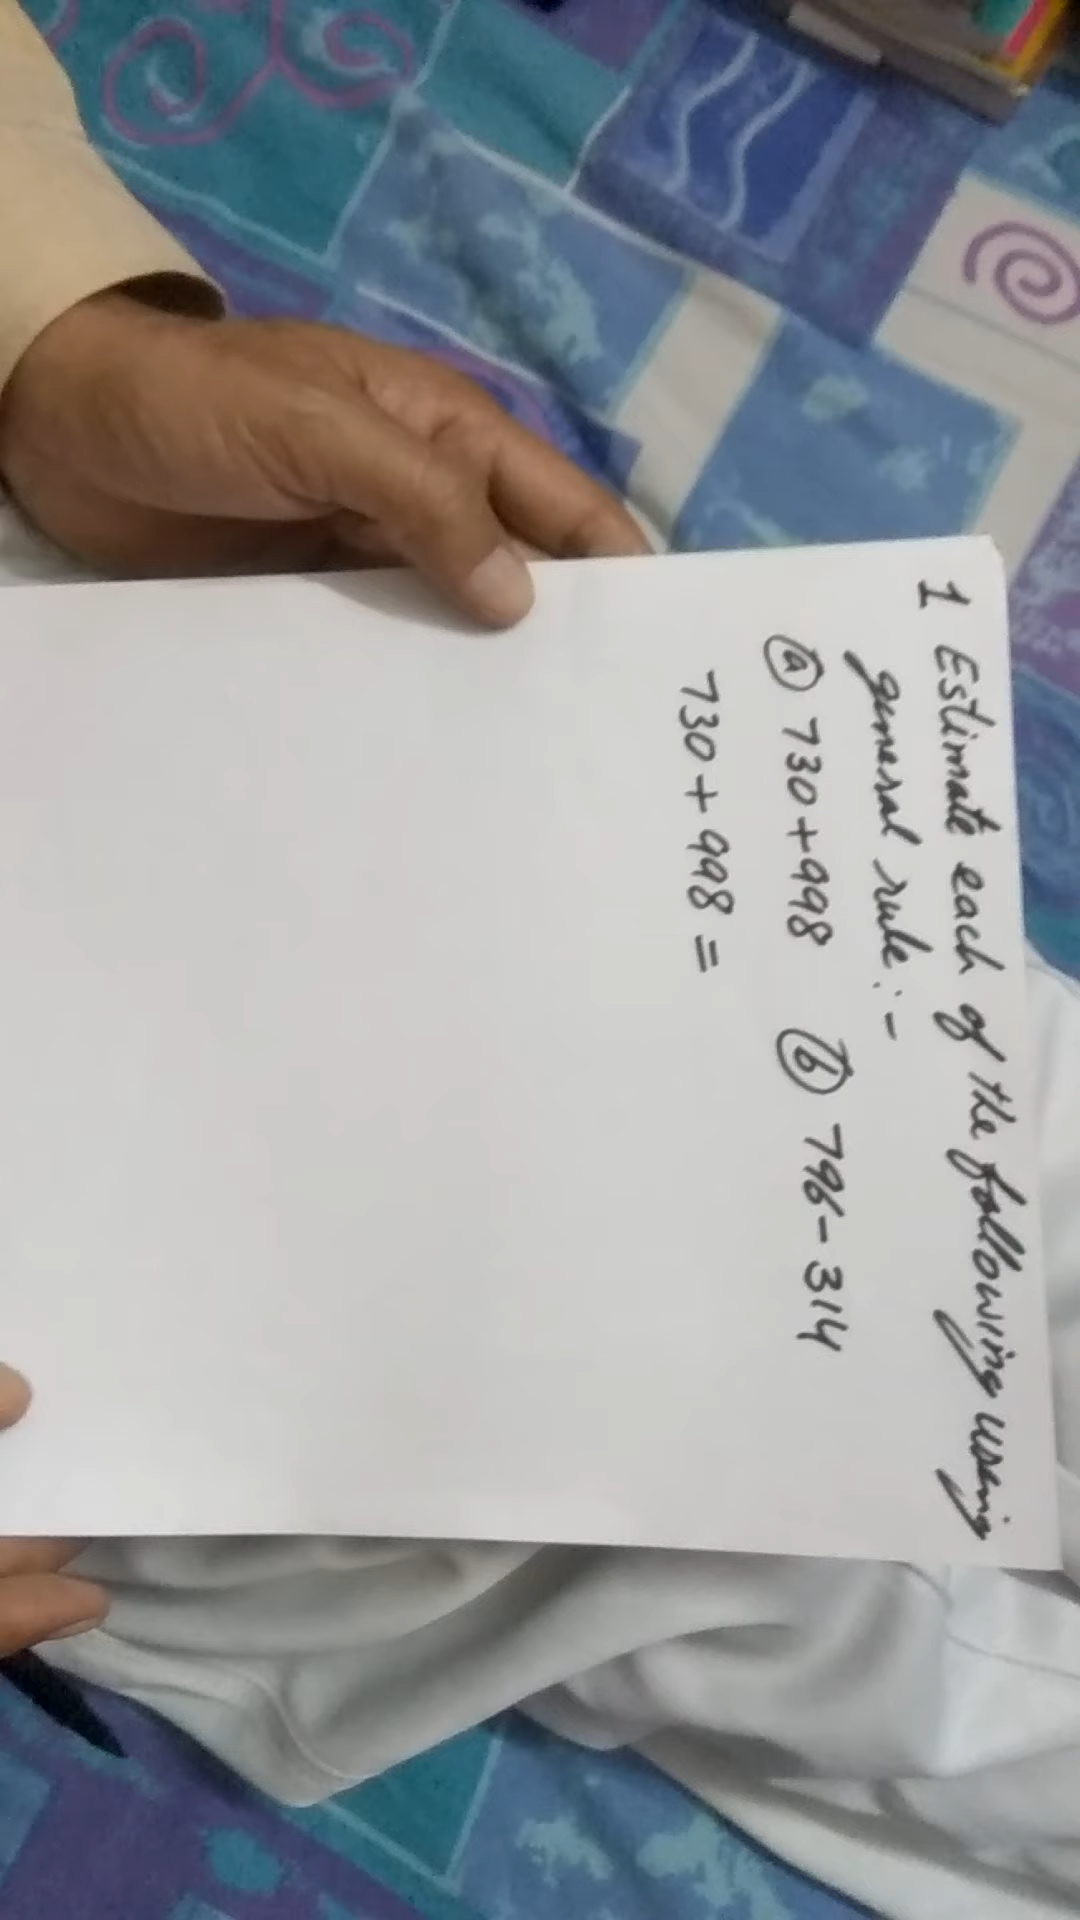 1 Estimate each of the following using
general rule:-
(a) 730+998 (b) 796-314
730+998 =